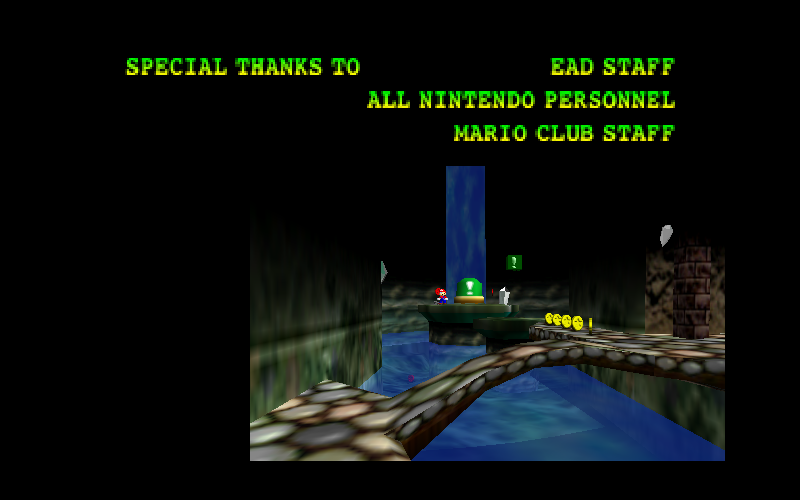 SPECIAL THANKS TO EAD STAFF
ALL NINTENDO PERSONNEL
MARIO CLUB STAFF
!
!